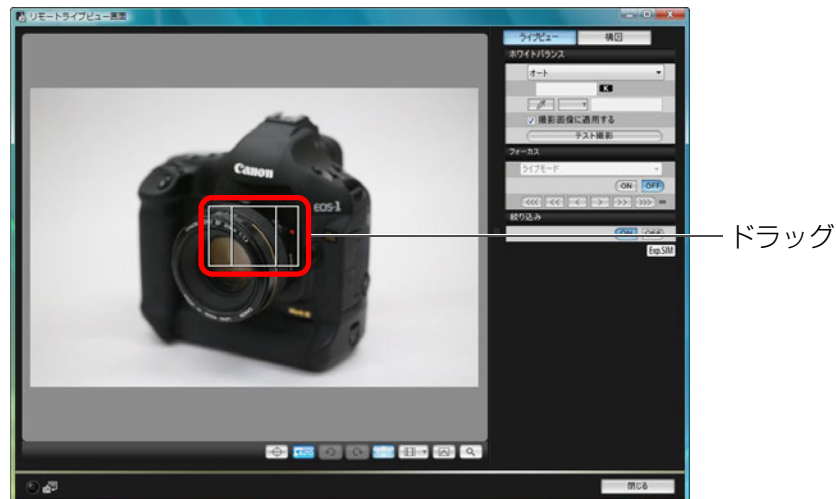 リモートライブビュー画面
ライブビュー
構図
ホワイトバランス
オート
K
撮影画像に適用する
テスト撮影
フォーカス
ライブモード
ON OFF
<<< << < > >> >>> ∞
絞り込み
ON OFF
Exp.SIM
ドラッグ
Canon
EOS-1
AUTO
閉じる